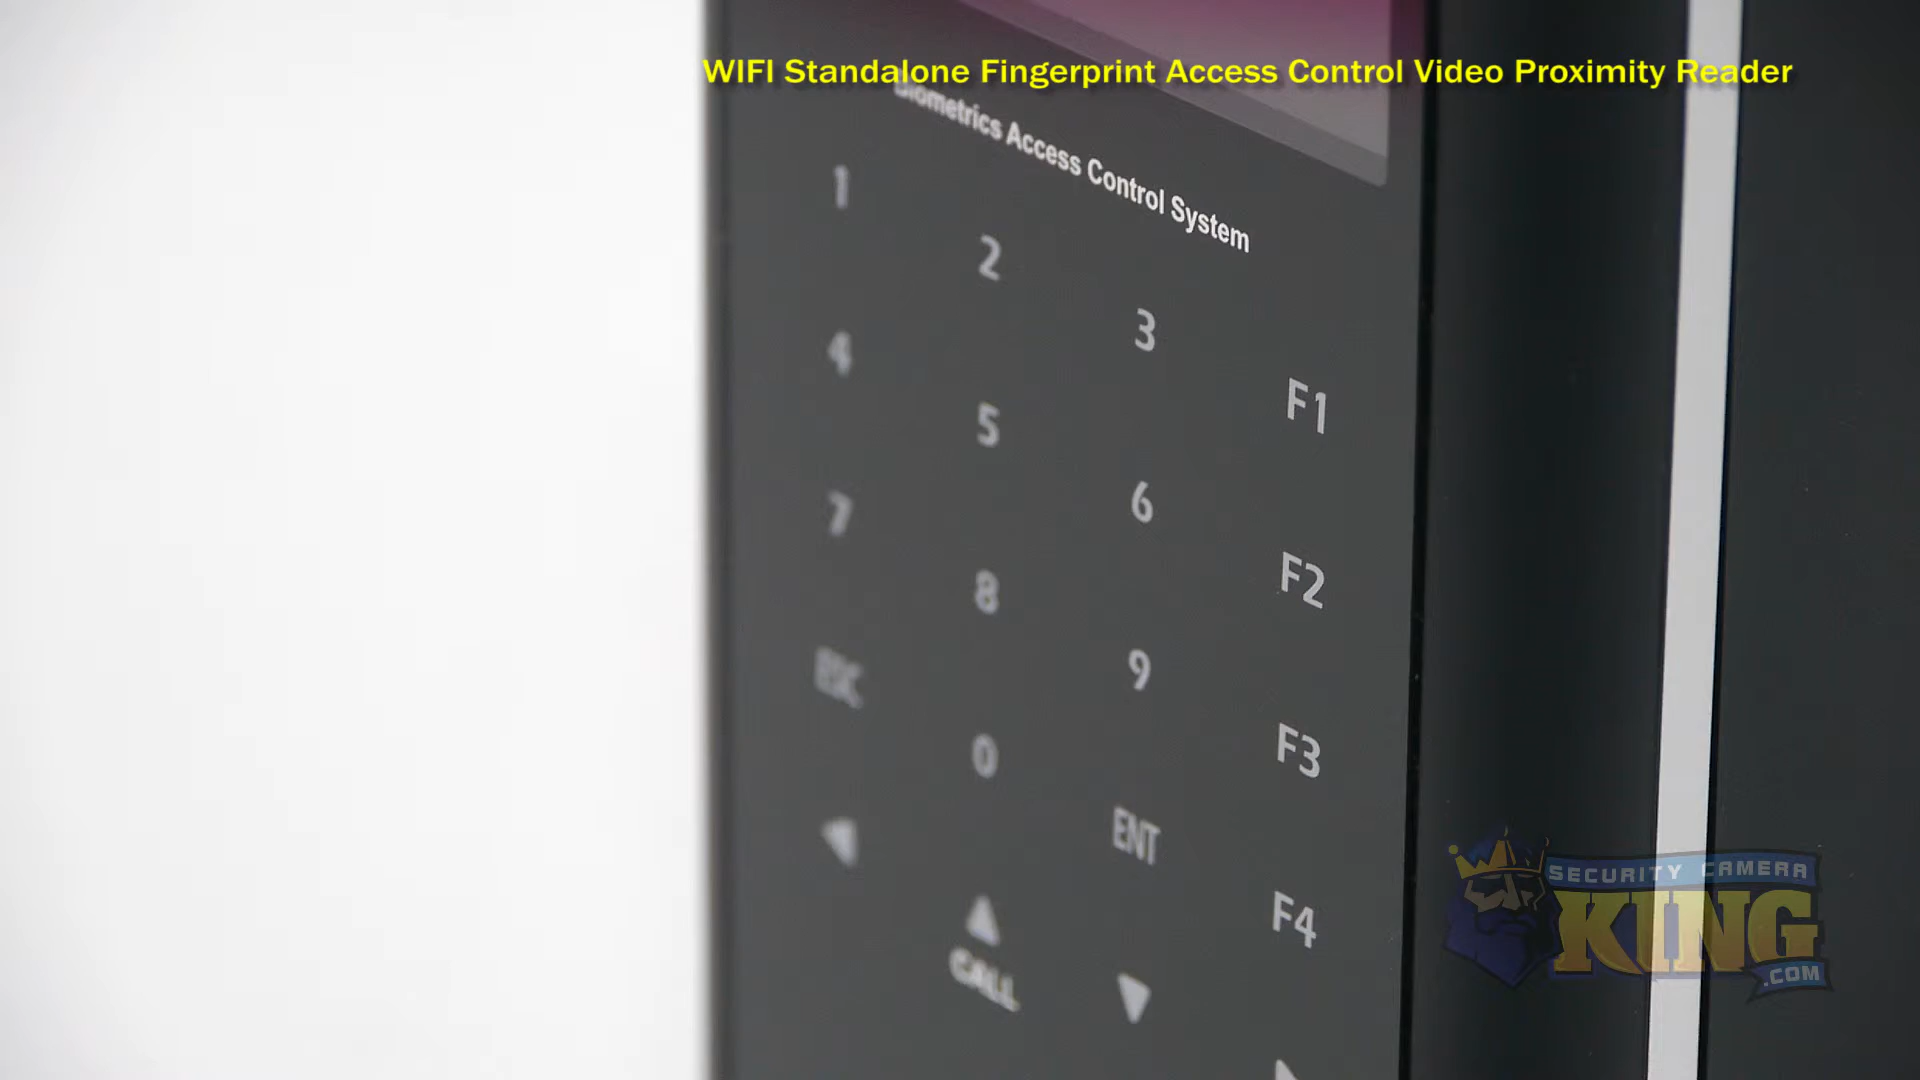 WIFI Standalone Fingerprint Access Control Video Proximity Reader
Biometrics Access Control System
1
2
3
F1
4
5
6
F2
7
8
9
F3
ESC
0
ENT
F4
CALL
SECURITY CAMERA
KING
.COM